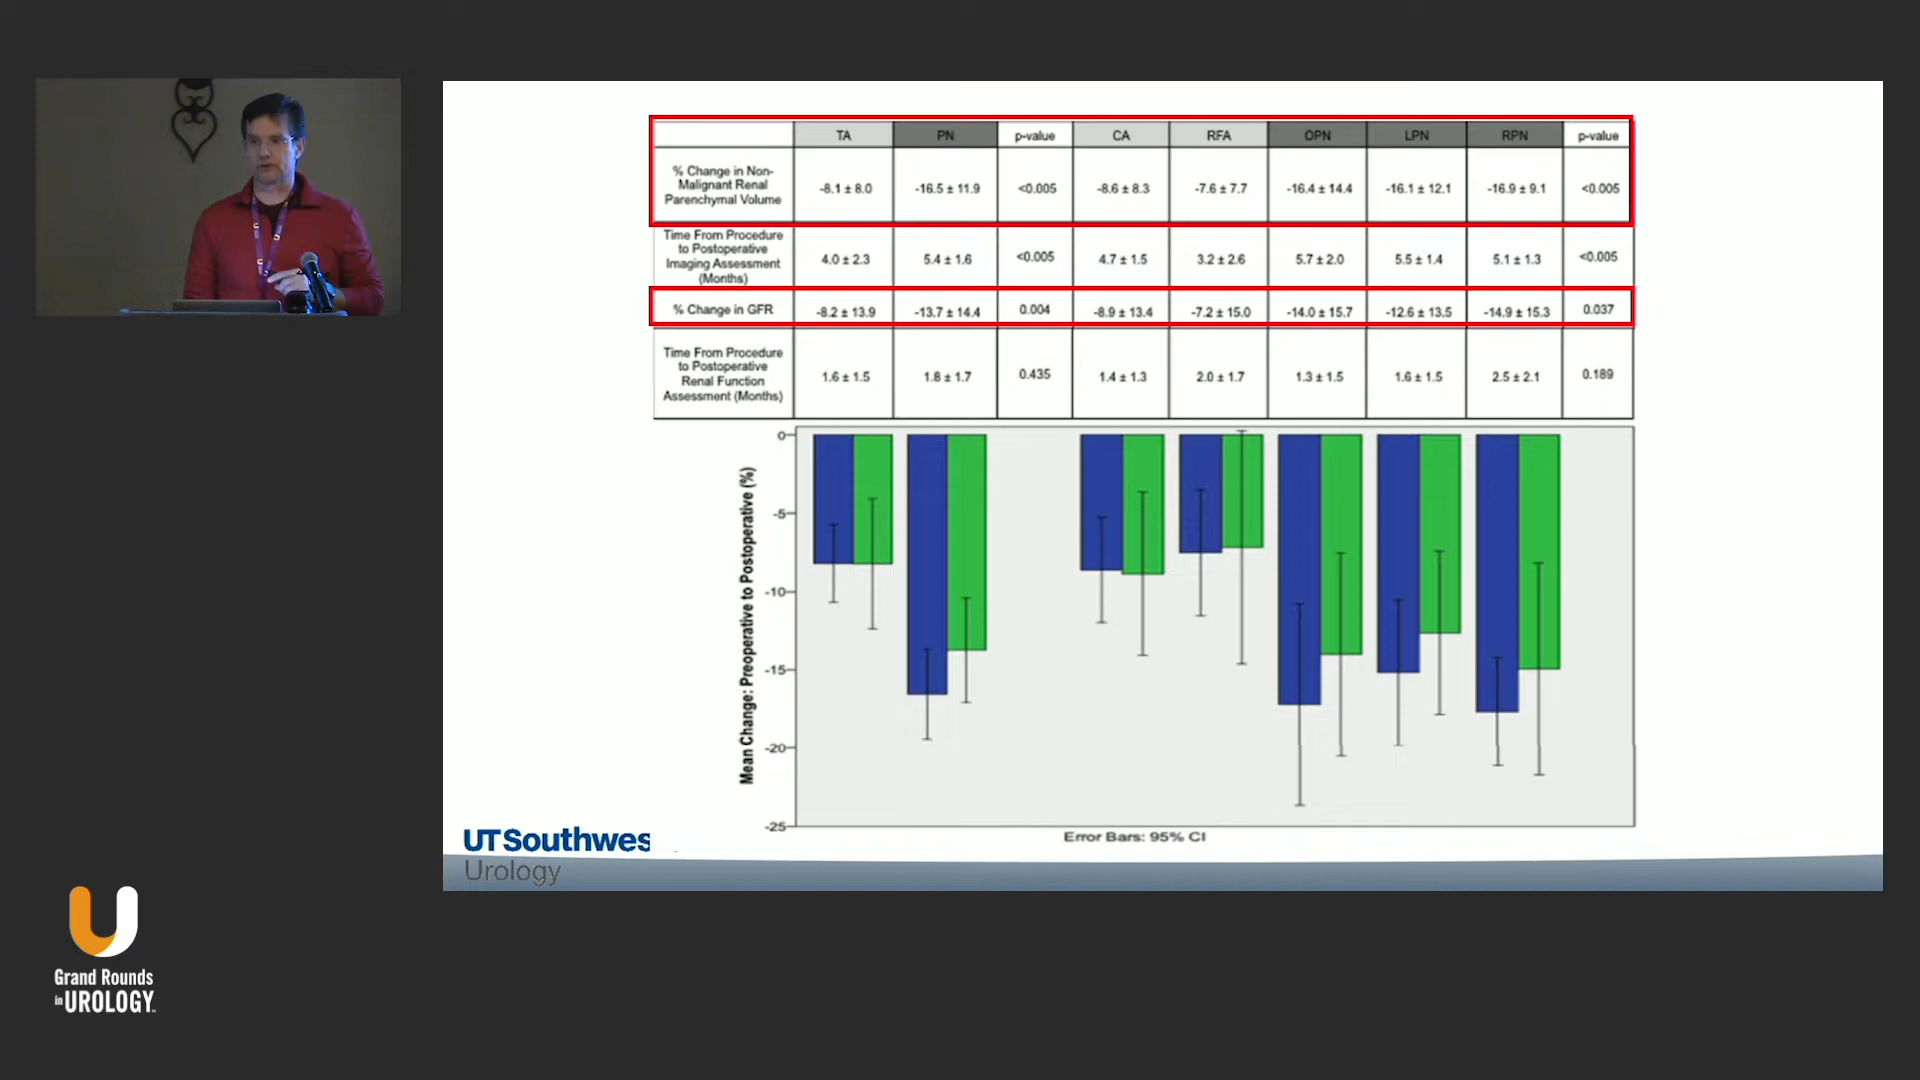 TA PN p-value CA RFA OPN LPN RPN p-value
% Change in Non-
Malignant Renal
Parenchymal Volume
-8.1 ± 8.0 -16.5 ± 11.9 <0.005 -8.6 ± 8.3 -7.6 ± 7.7 -16.4 ± 14.4 -16.1 ± 12.1 -16.9 ± 9.1 <0.005
Time From Procedure
to Postoperative
Imaging Assessment
(Months)
4.0 ± 2.3 5.4 ± 1.6 <0.005 4.7 ± 1.5 3.2 ± 2.6 5.7 ± 2.0 5.5 ± 1.4 5.1 ± 1.3 <0.005
% Change in GFR -8.2 ± 13.9 -13.7 ± 14.4 0.004 -8.9 ± 13.4 -7.2 ± 15.0 -14.0 ± 15.7 -12.6 ± 13.5 -14.9 ± 15.3 0.037
Time From Procedure
to Postoperative
Renal Function
Assessment (Months)
1.6 ± 1.5 1.8 ± 1.7 0.435 1.4 ± 1.3 2.0 ± 1.7 1.3 ± 1.5 1.6 ± 1.5 2.5 ± 2.1 0.189
Mean Change: Preoperative to Postoperative (%)
0
-5
-10
-15
-20
-25
Error Bars: 95% CI
UTSouthwes
Urology
Grand Rounds
in UROLOGY